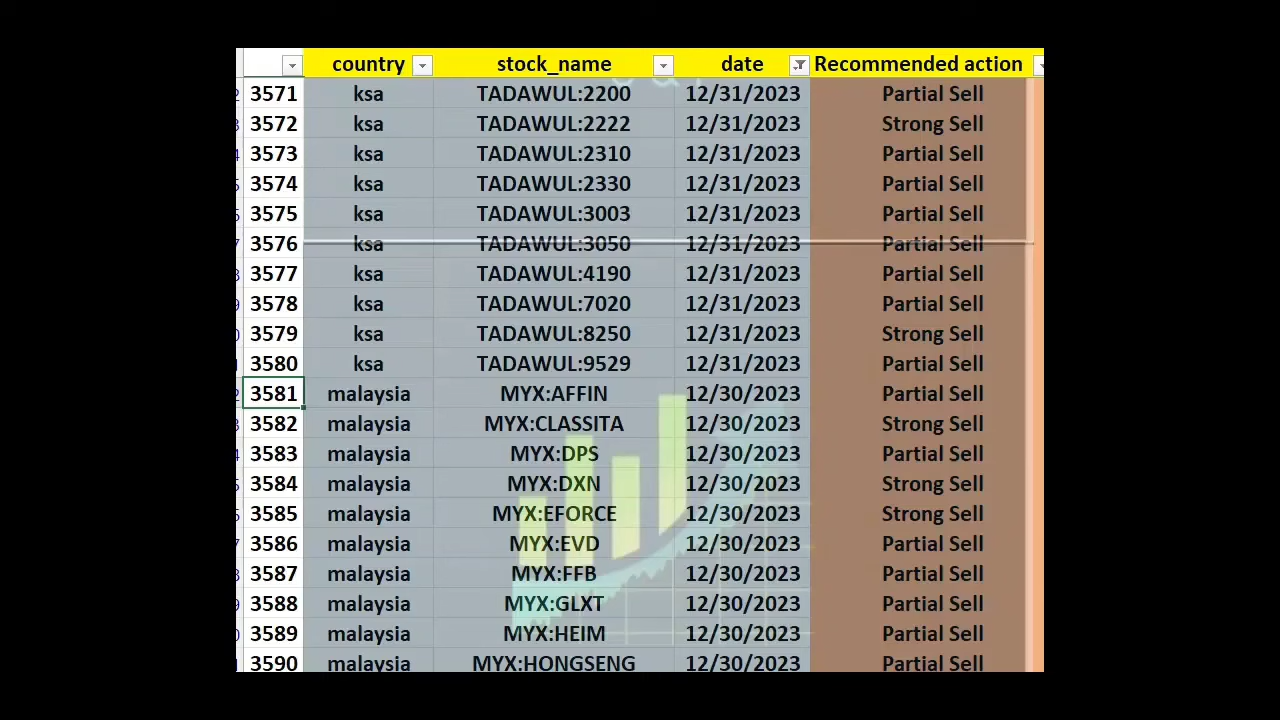 country stock_name date Recommended action
3571 ksa TADAWUL:2200 12/31/2023 Partial Sell
3572 ksa TADAWUL:2222 12/31/2023 Strong Sell
3573 ksa TADAWUL:2310 12/31/2023 Partial Sell
3574 ksa TADAWUL:2330 12/31/2023 Partial Sell
3575 ksa TADAWUL:3003 12/31/2023 Partial Sell
3576 ksa TADAWUL:3050 12/31/2023 Partial Sell
3577 ksa TADAWUL:4190 12/31/2023 Partial Sell
3578 ksa TADAWUL:7020 12/31/2023 Partial Sell
3579 ksa TADAWUL:8250 12/31/2023 Strong Sell
3580 ksa TADAWUL:9529 12/31/2023 Partial Sell
3581 malaysia MYX:AFFIN 12/30/2023 Partial Sell
3582 malaysia MYX:CLASSITA 12/30/2023 Strong Sell
3583 malaysia MYX:DPS 12/30/2023 Partial Sell
3584 malaysia MYX:DXN 12/30/2023 Strong Sell
3585 malaysia MYX:EFORCE 12/30/2023 Strong Sell
3586 malaysia MYX:EVD 12/30/2023 Partial Sell
3587 malaysia MYX:FFB 12/30/2023 Partial Sell
3588 malaysia MYX:GLXT 12/30/2023 Partial Sell
3589 malaysia MYX:HEIM 12/30/2023 Partial Sell
3590 malaysia MYX:HONGSENG 12/30/2023 Partial Sell